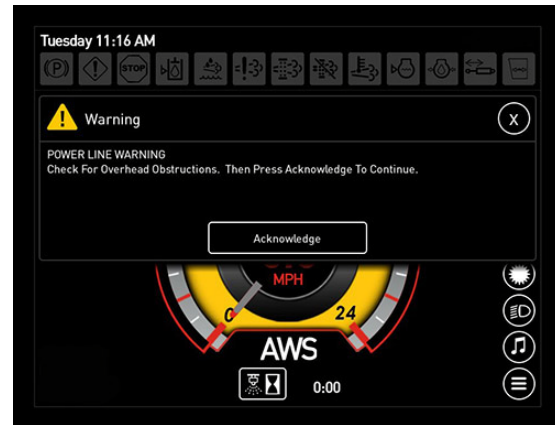 Tuesday 11:16 AM
(P) STOP
Warning
X
POWER LINE WARNING
Check For Overhead Obstructions. Then Press Acknowledge To Continue.
Acknowledge
MPH
0 24
AWS
0:00